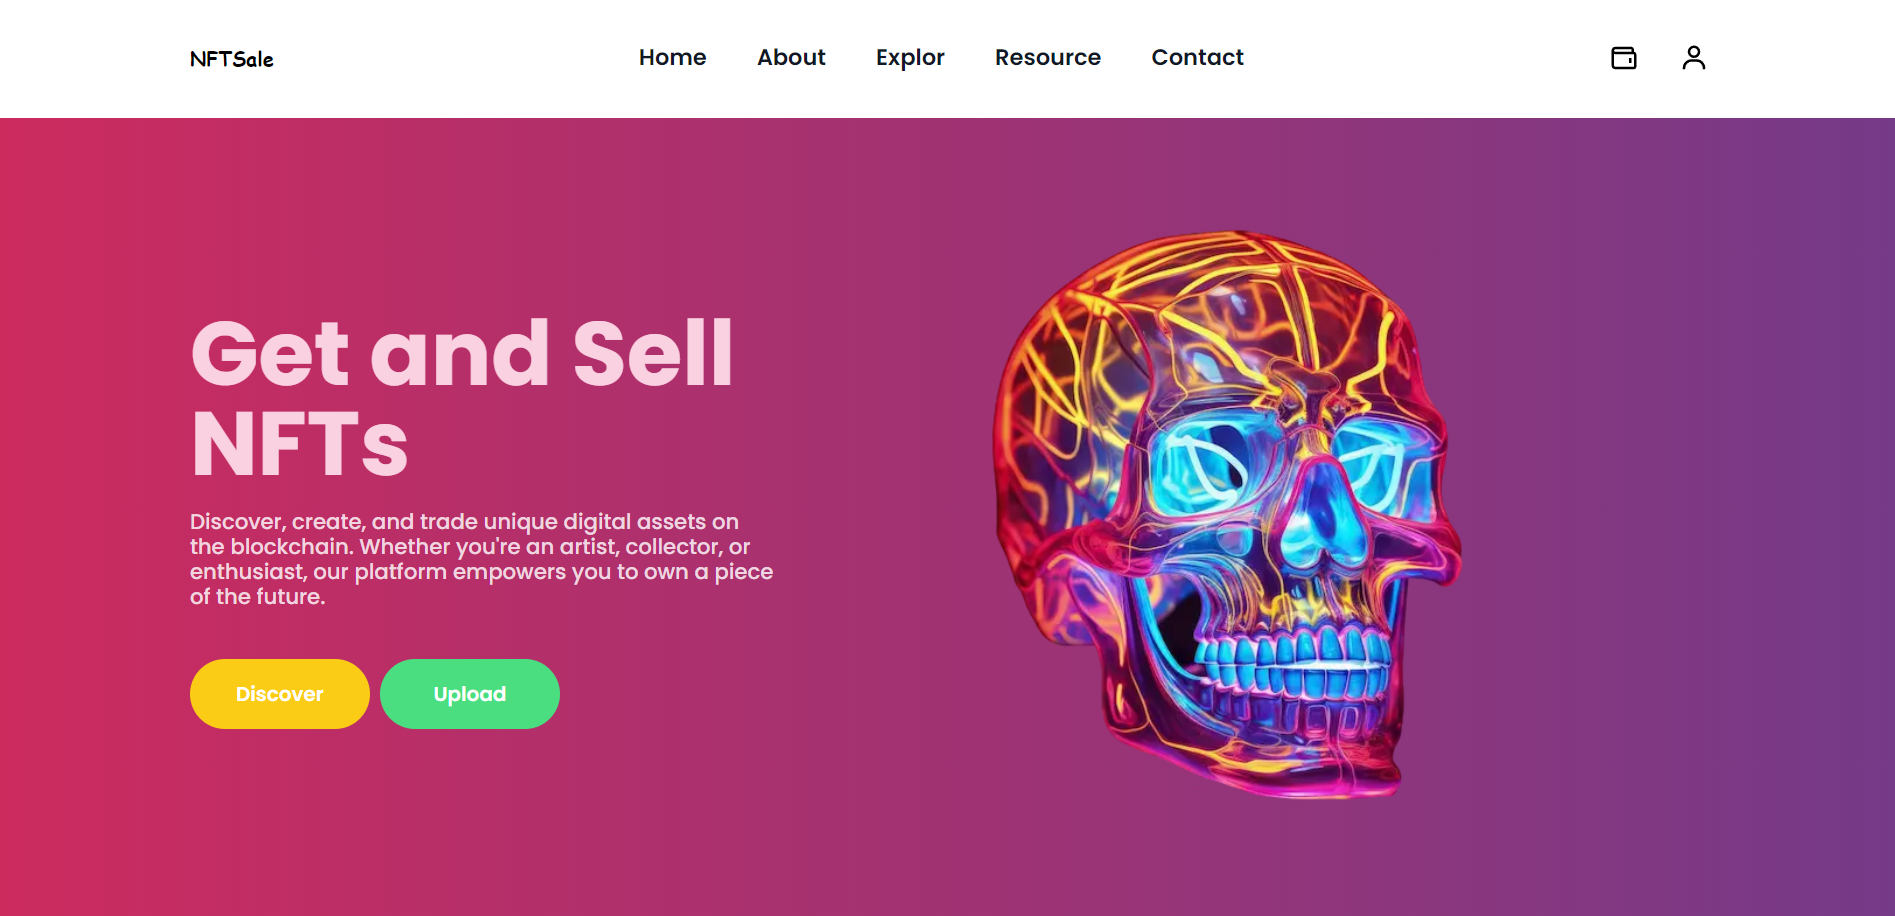 NFTSale
Home
About
Explor
Resource
Contact
Get and Sell
NFTs
Discover, create, and trade unique digital assets on
the blockchain. Whether you're an artist, collector, or
enthusiast, our platform empowers you to own a piece
of the future.
Discover
Upload